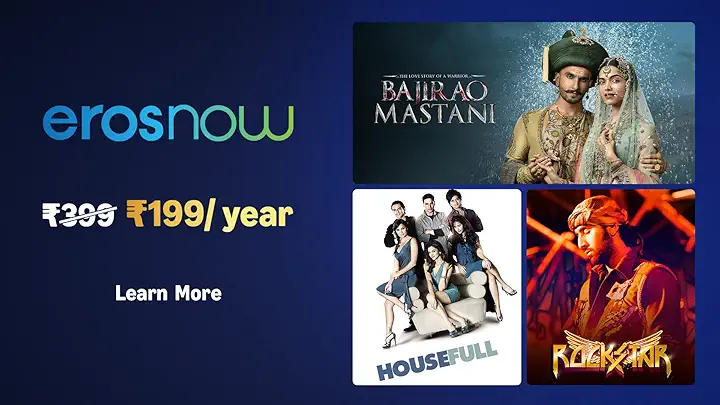 erosnow
₹399 ₹199/ year
Learn More
THE LOVE STORY OF A WARRIOR
BAJIRAO
MASTANI
HOUSEFULL
ROCKSTAR